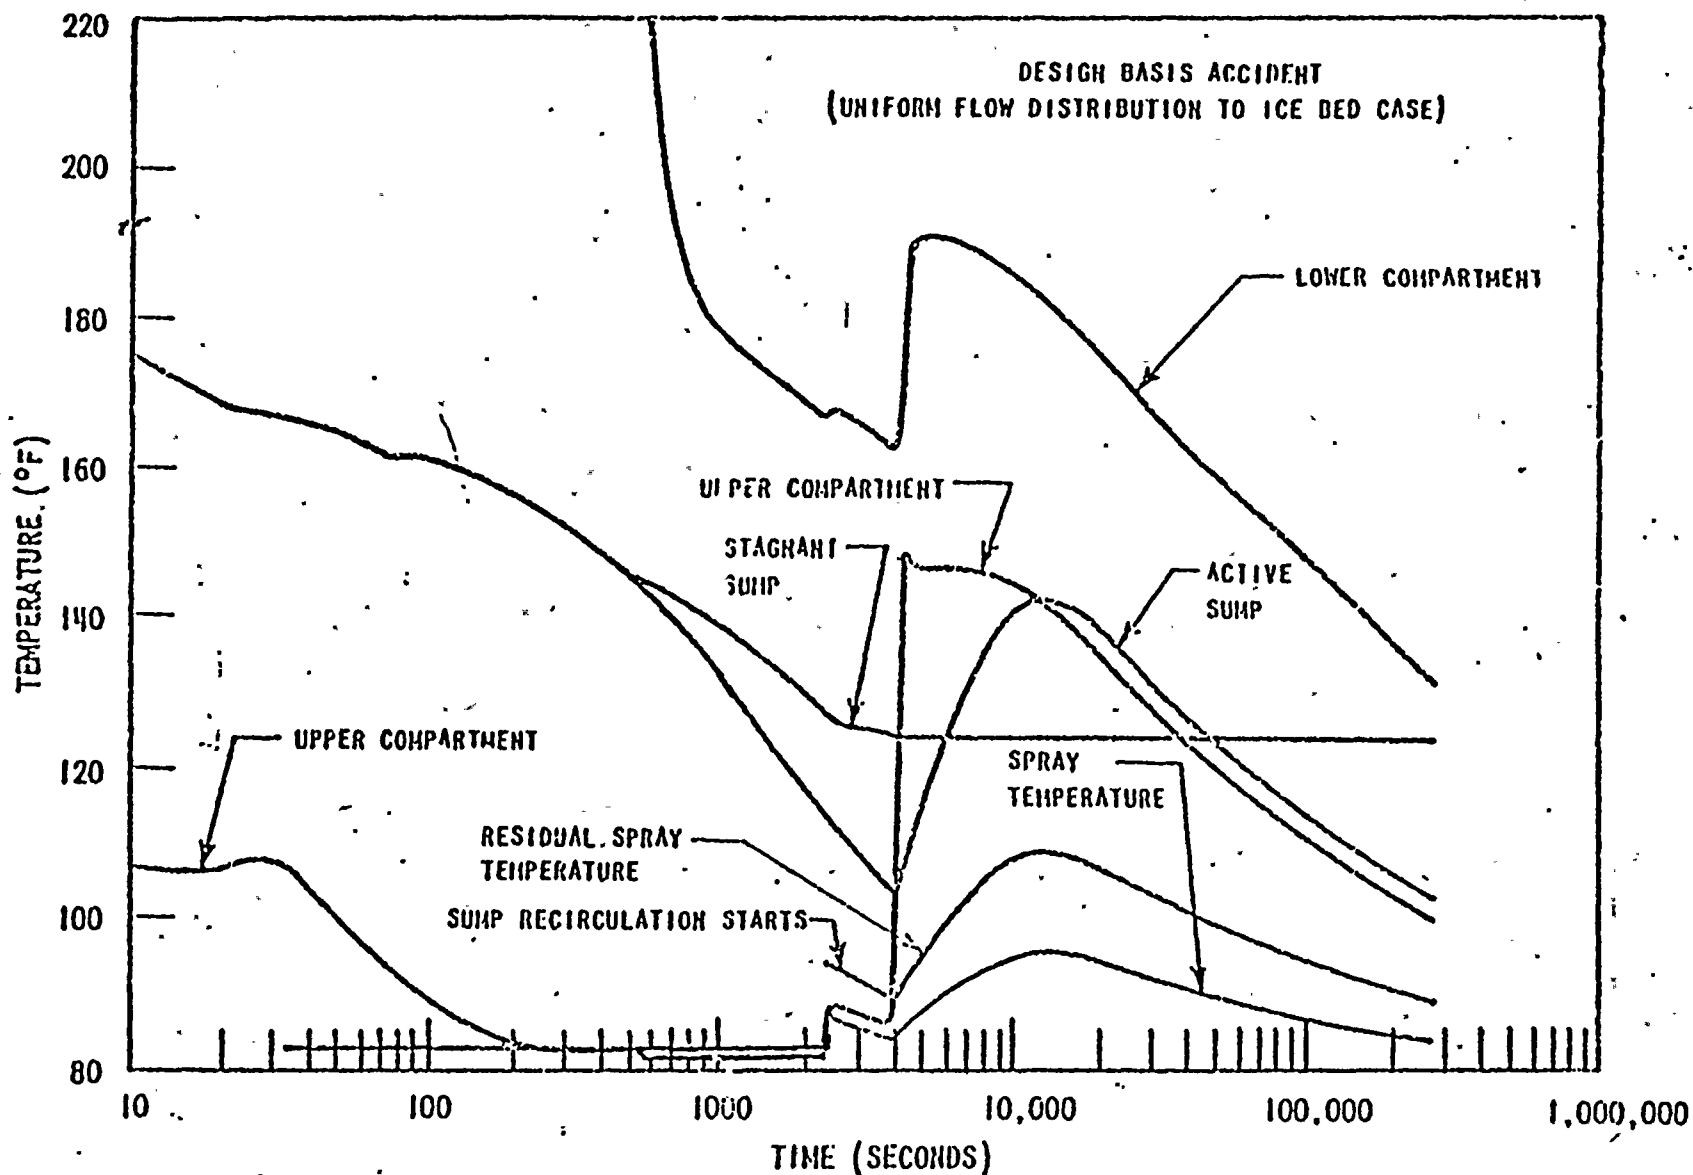 DESIGN BASIS ACCIDENT
(UNIFORM FLOW DISTRIBUTION TO ICE BED CASE)
220
200
180
160
140
120
100
80
TEMPERATURE (°F)
LOWER COMPARTMENT
UPPER COMPARTMENT
STAGNANT
SUMP
ACTIVE
SUMP
UPPER COMPARTMENT
SPRAY
TEMPERATURE
RESIDUAL SPRAY
TEMPERATURE
SUMP RECIRCULATION STARTS
10
100
1000
10,000
100,000
1,000,000
TIME (SECONDS)